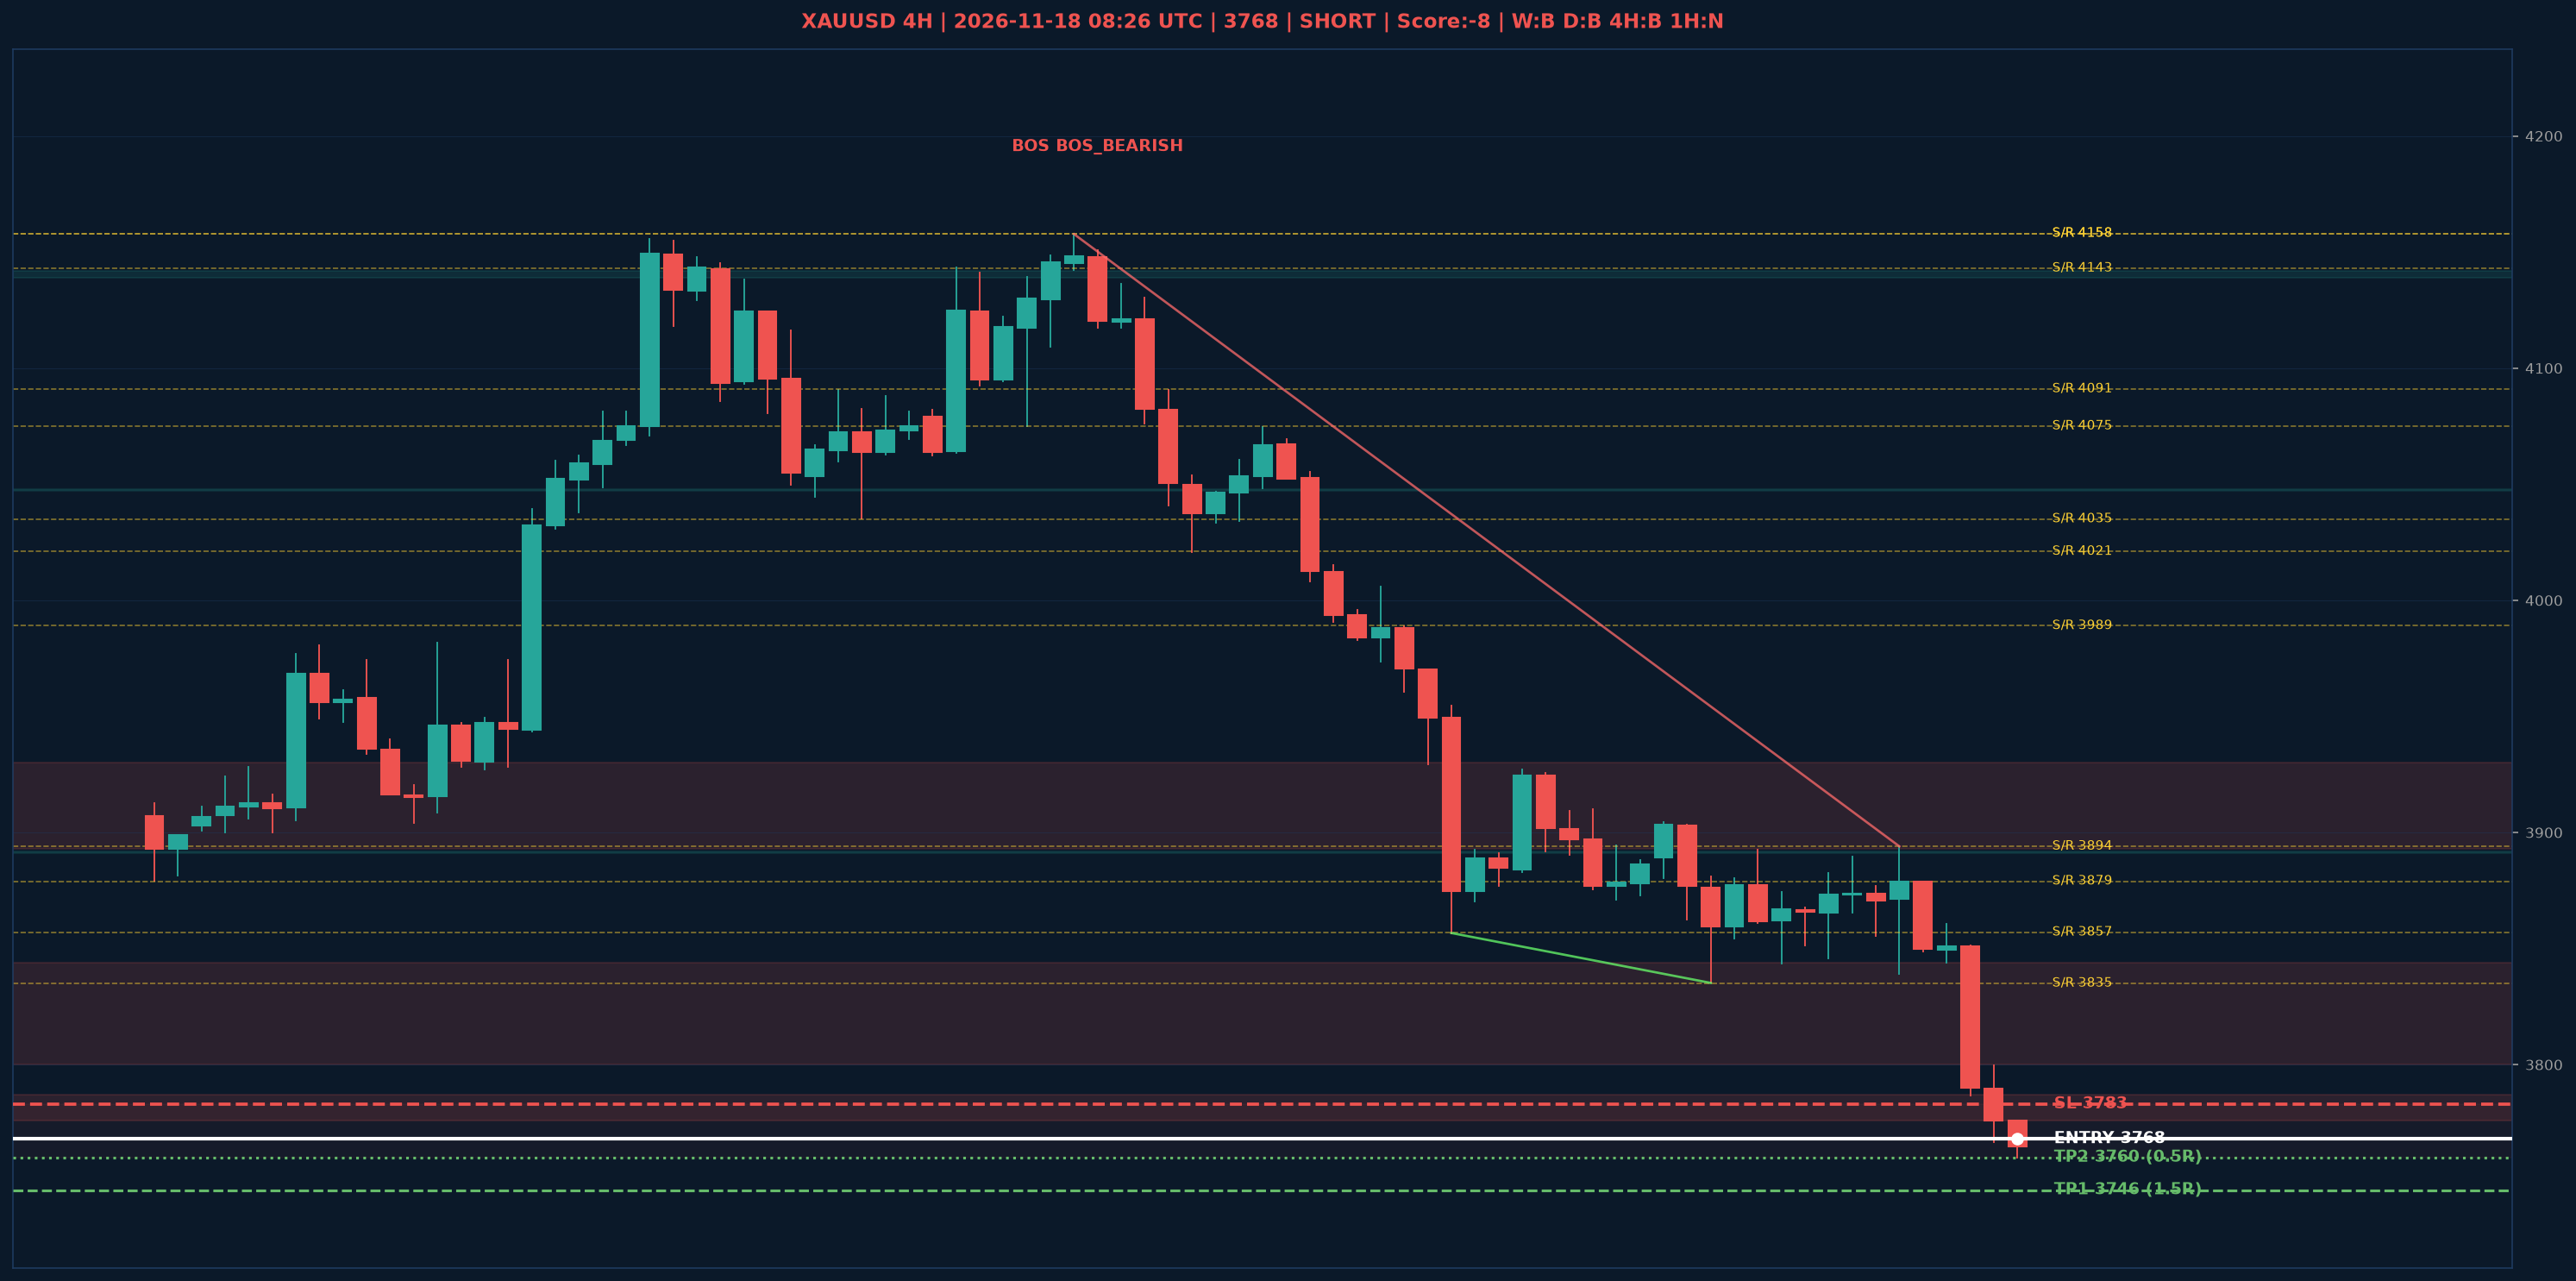 XAUUSD 4H | 2026-11-18 08:26 UTC | 3768 | SHORT | Score:-8 | W:B D:B 4H:B 1H:N
4200
BOS BOS_BEARISH
S/R 4158
S/R 4143
4100
S/R 4091
S/R 4075
S/R 4035
S/R 4021
4000
S/R 3989
3900
S/R 3894
S/R 3879
S/R 3857
S/R 3835
3800
SL 3783
ENTRY 3768
TP2 3760 (0.5R)
TP1 3746 (1.5R)